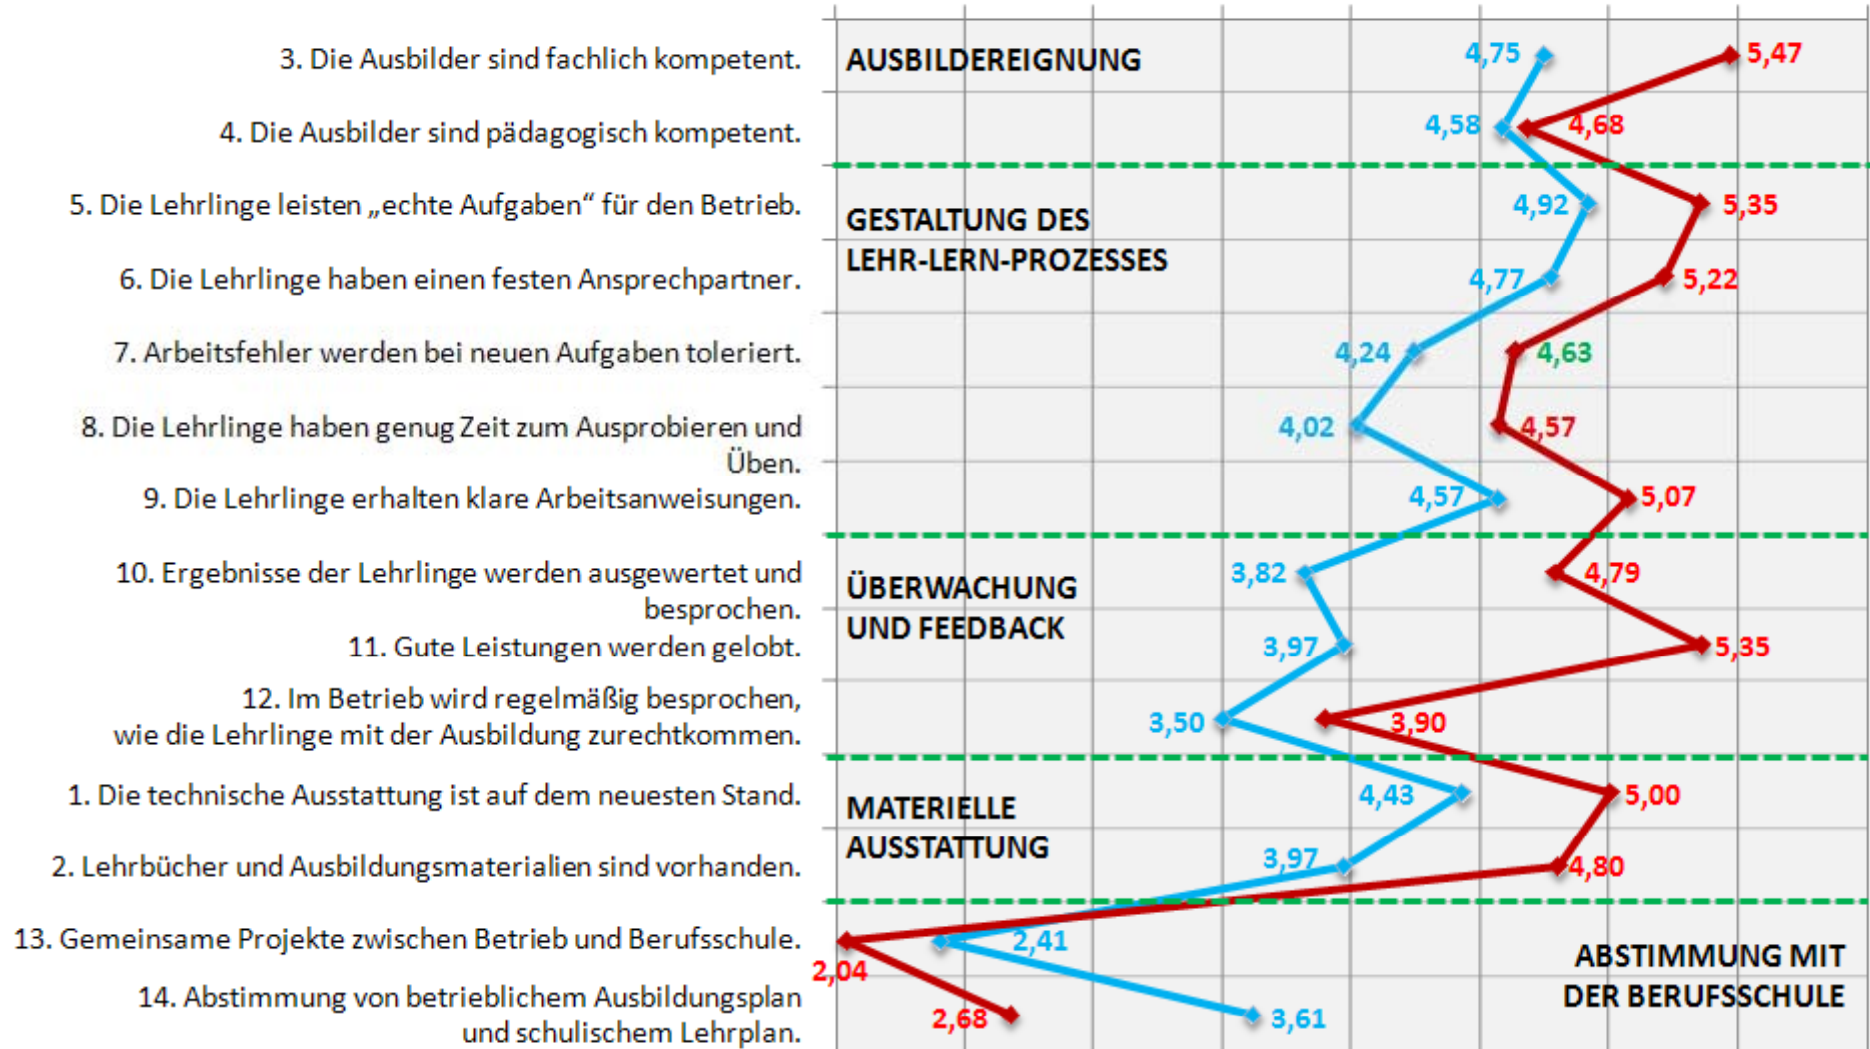 3. Die Ausbilder sind fachlich kompetent.
AUSBILDEREIGNUNG
4,75
5,47
4. Die Ausbilder sind pädagogisch kompetent.
4,58
4,68
5. Die Lehrlinge leisten „echte Aufgaben“ für den Betrieb.
GESTALTUNG DES
LEHR-LERN-PROZESSES
4,92
5,35
6. Die Lehrlinge haben einen festen Ansprechpartner.
4,77
5,22
7. Arbeitsfehler werden bei neuen Aufgaben toleriert.
4,24
4,63
8. Die Lehrlinge haben genug Zeit zum Ausprobieren und
Üben.
4,02
4,57
9. Die Lehrlinge erhalten klare Arbeitsanweisungen.
4,57
5,07
10. Ergebnisse der Lehrlinge werden ausgewertet und
besprochen.
ÜBERWACHUNG
UND FEEDBACK
3,82
4,79
11. Gute Leistungen werden gelobt.
3,97
5,35
12. Im Betrieb wird regelmäßig besprochen,
wie die Lehrlinge mit der Ausbildung zurechtkommen.
3,50
3,90
1. Die technische Ausstattung ist auf dem neuesten Stand.
MATERIELLE
AUSSTATTUNG
4,43
5,00
2. Lehrbücher und Ausbildungsmaterialien sind vorhanden.
3,97
4,80
13. Gemeinsame Projekte zwischen Betrieb und Berufsschule.
2,04
2,41
ABSTIMMUNG MIT
DER BERUFSSCHULE
14. Abstimmung von betrieblichem Ausbildungsplan
und schulischem Lehrplan.
2,68
3,61